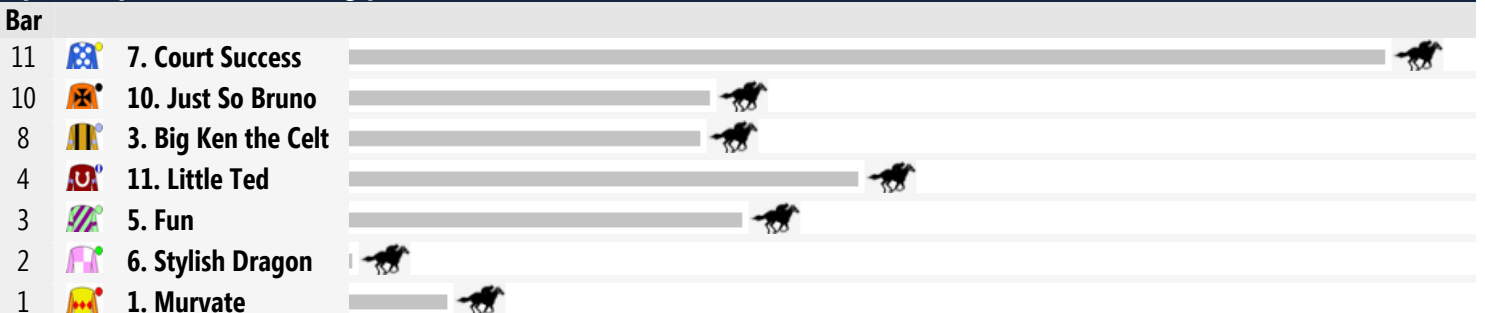 Bar
11 7. Court Success
10 10. Just So Bruno
8 3. Big Ken the Celt
4 11. Little Ted
3 5. Fun
2 6. Stylish Dragon
1 1. Murvate